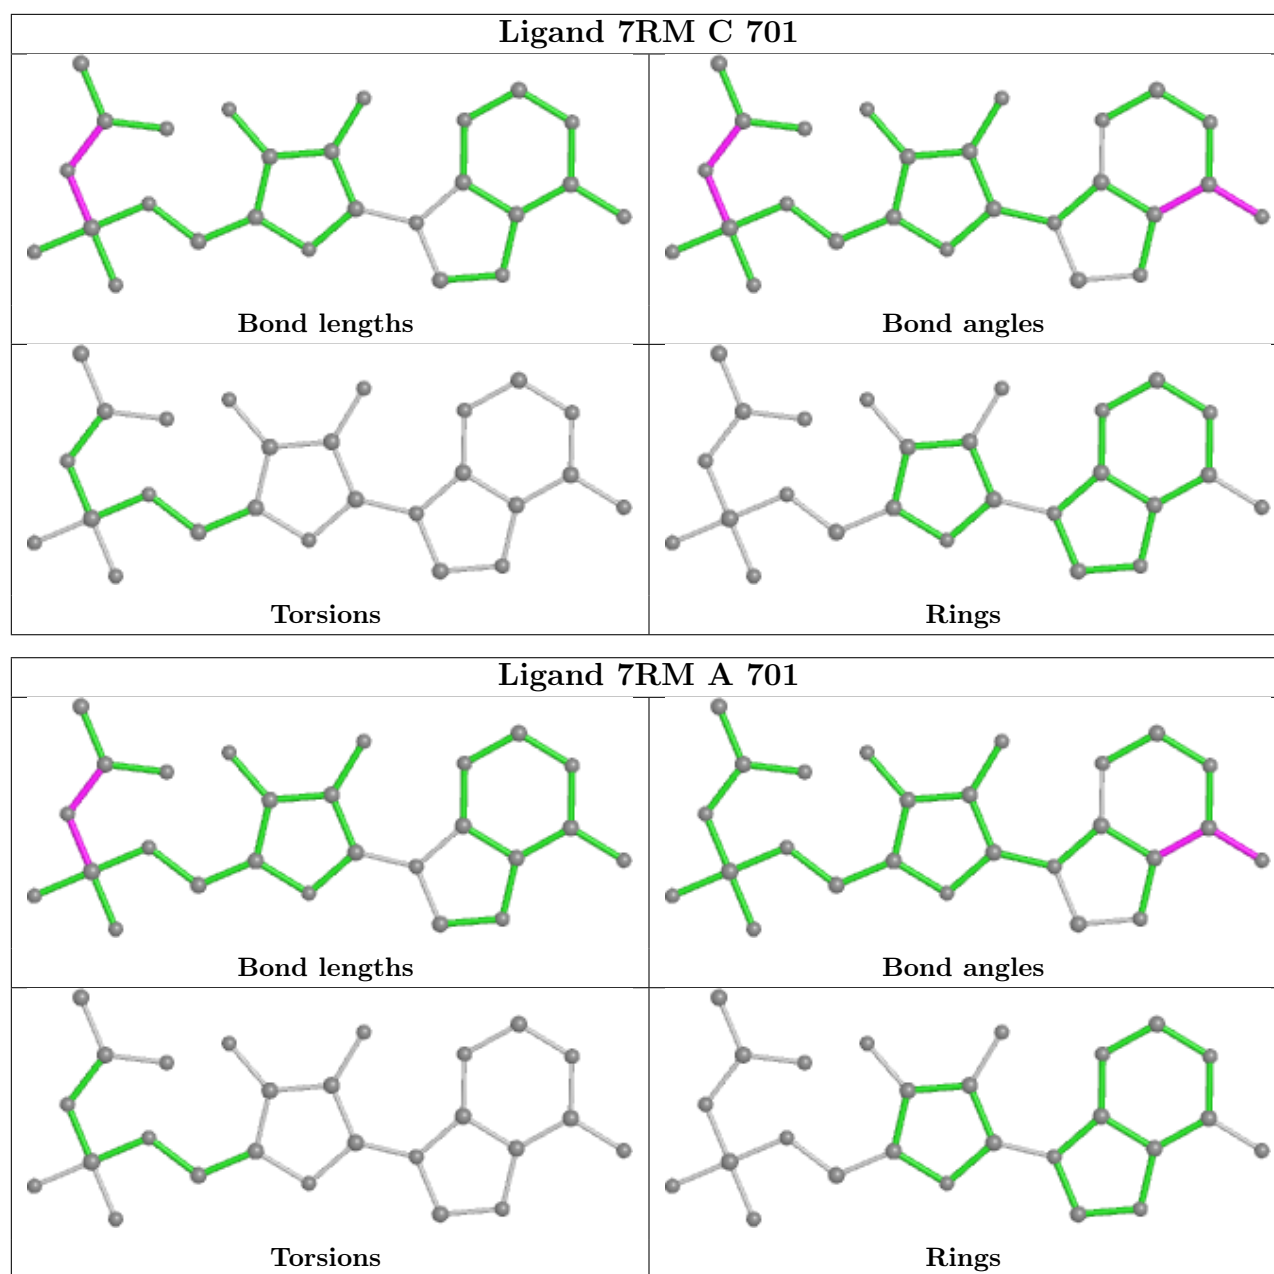 Ligand 7RM C 701
Bond lengths
Bond angles
Torsions
Rings
Ligand 7RM A 701
Bond lengths
Bond angles
Torsions
Rings